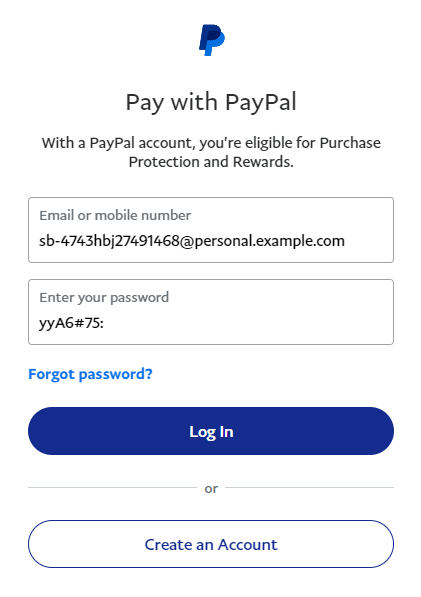 Pay with PayPal
With a PayPal account, you're eligible for Purchase
Protection and Rewards.
Email or mobile number
sb-4743hbj27491468@personal.example.com
Enter your password
yyA6#75:
Forgot password?
Log In
or
Create an Account